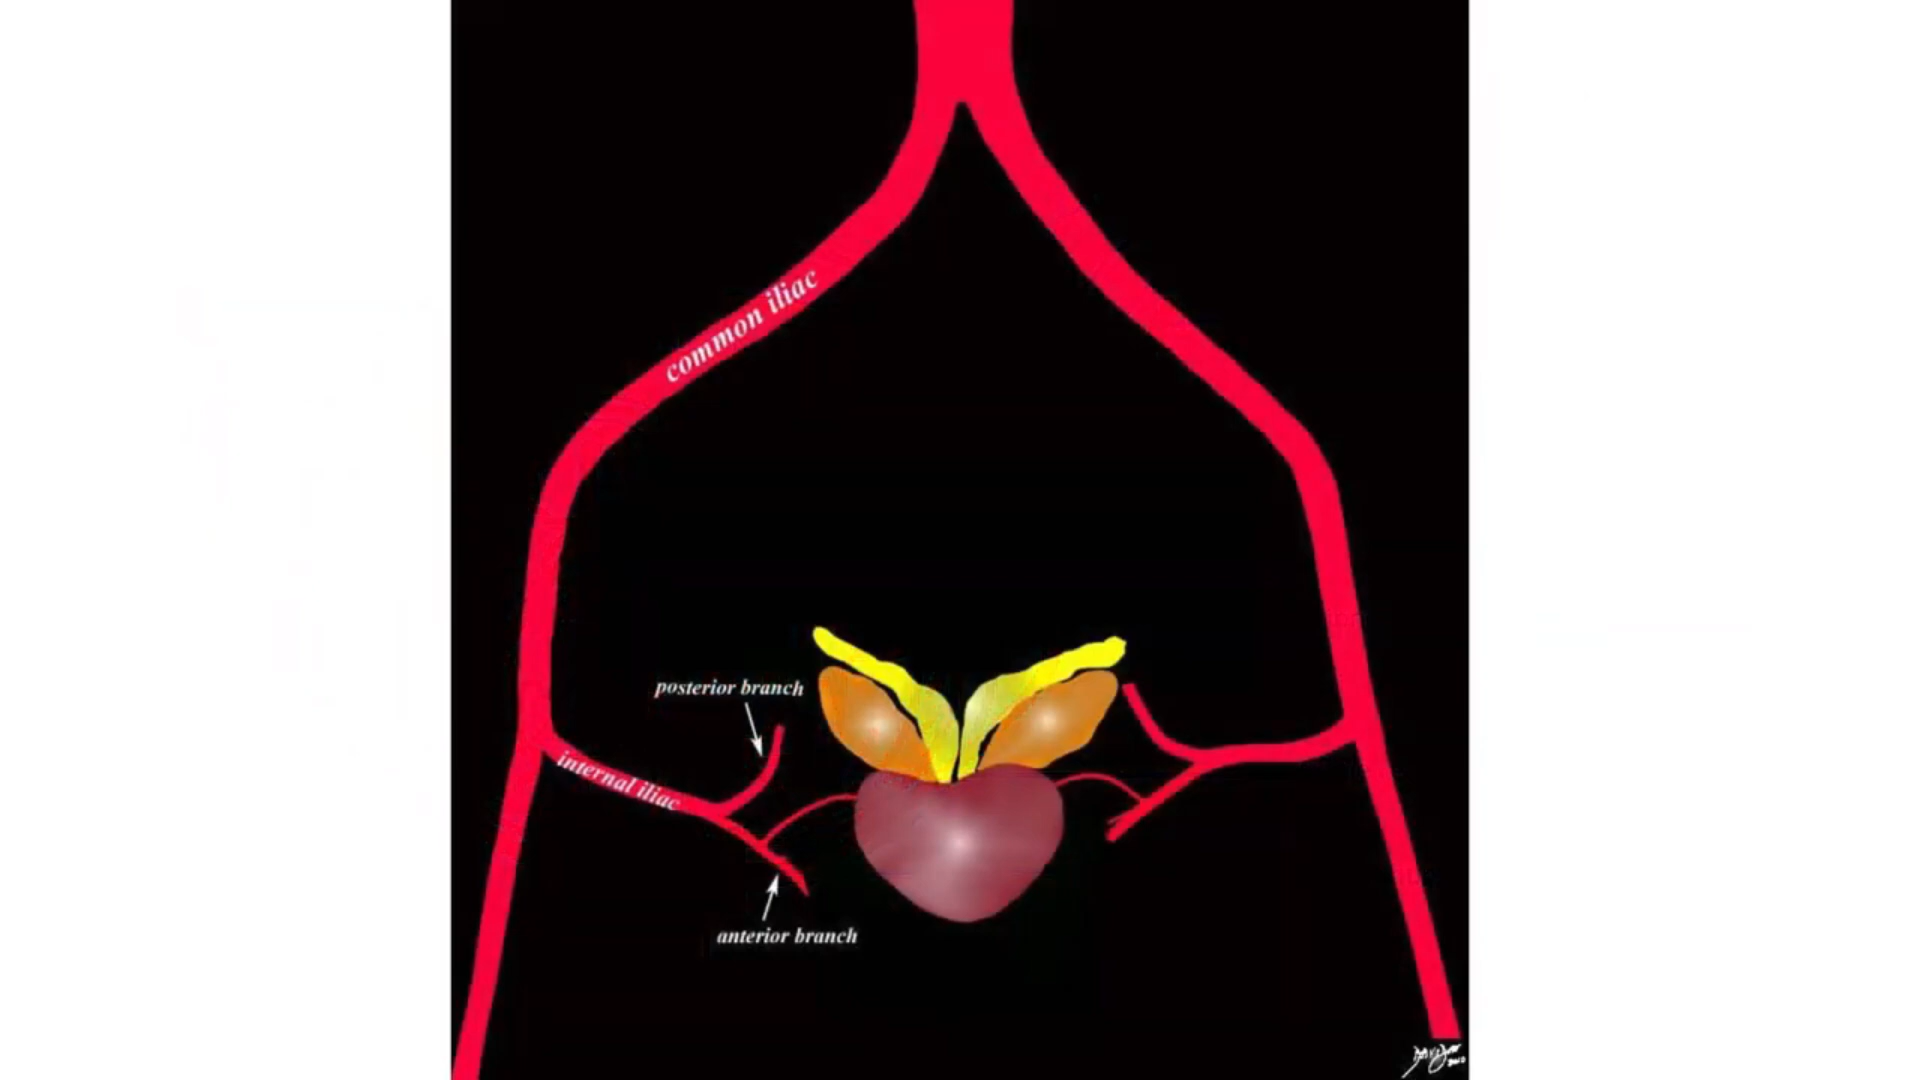 common iliac
posterior branch
internal iliac
anterior branch